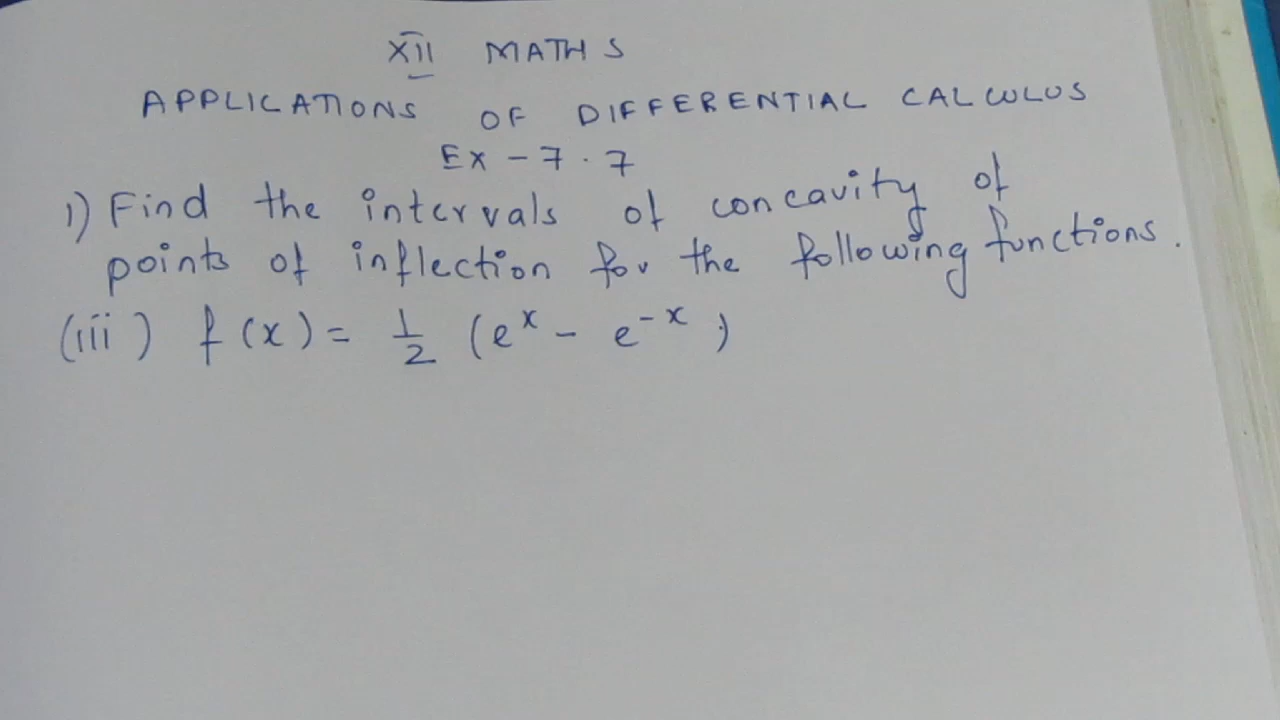 XII MATHS
APPLICATIONS OF DIFFERENTIAL CALCULUS
Ex - 7.7
1) Find the intervals of concavity of
points of inflection for the following functions.
(iii) f(x) = 1/2 (e^x - e^-x)